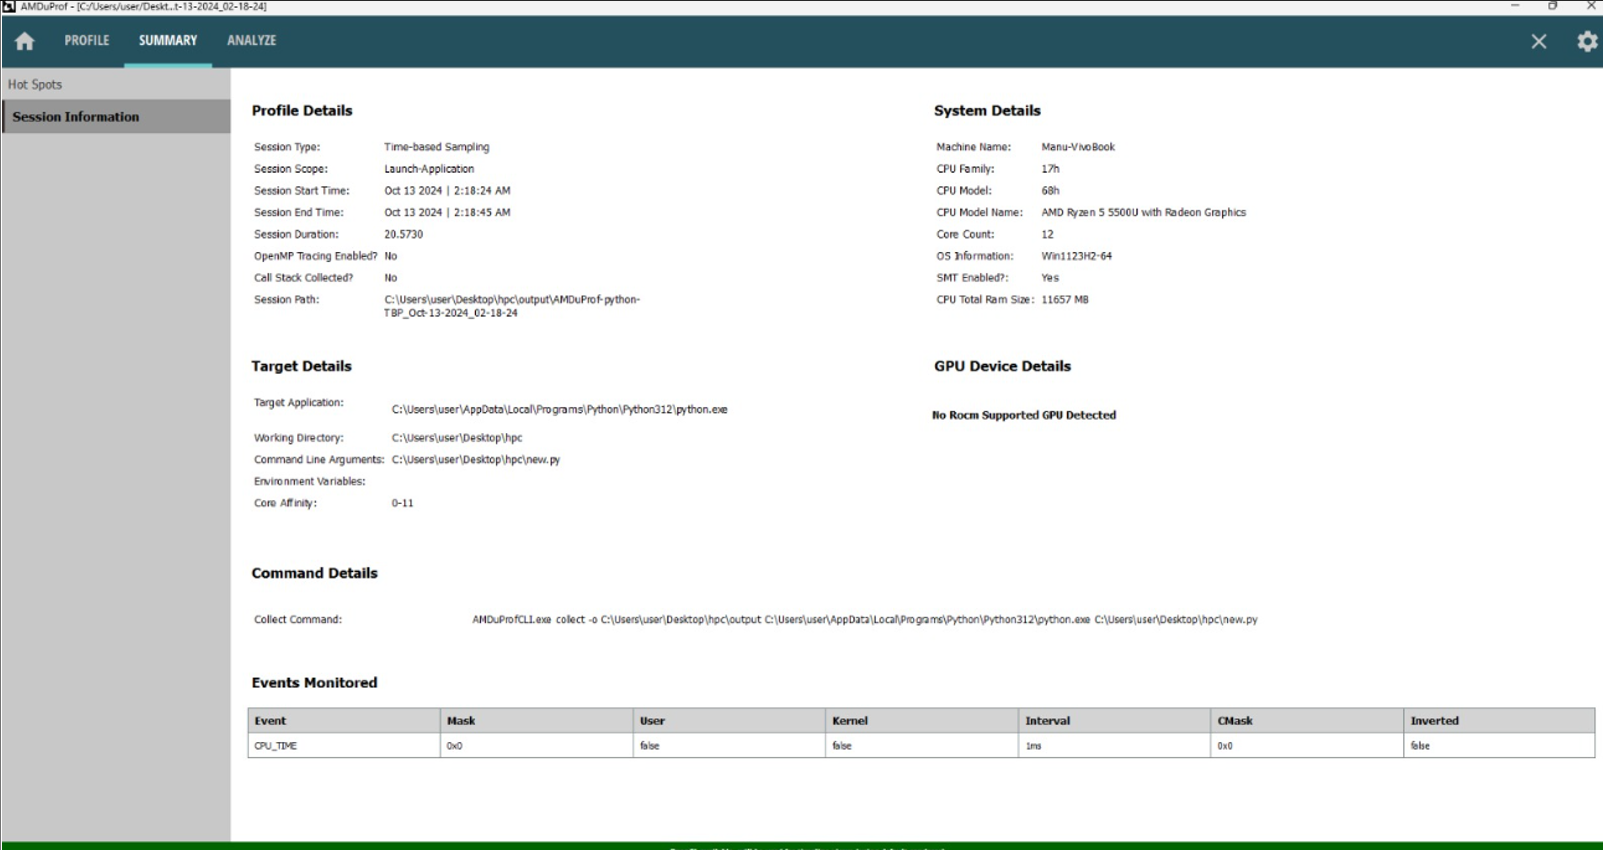 AMDuProf - [C:/Users/user/Deskt..t-13-2024_02-18-24]
PROFILE SUMMARY ANALYZE
Hot Spots
Session Information
Profile Details
Session Type: Time-based Sampling
Session Scope: Launch-Application
Session Start Time: Oct 13 2024 | 2:18:24 AM
Session End Time: Oct 13 2024 | 2:18:45 AM
Session Duration: 20.5730
OpenMP Tracing Enabled? No
Call Stack Collected? No
Session Path: C:\Users\user\Desktop\hpc\output\AMDuProf-python-
TBP_Oct-13-2024_02-18-24
System Details
Machine Name: Manu-VivoBook
CPU Family: 17h
CPU Model: 68h
CPU Model Name: AMD Ryzen 5 5500U with Radeon Graphics
Core Count: 12
OS Information: Win1123H2-64
SMT Enabled?: Yes
CPU Total Ram Size: 11657 MB
Target Details
Target Application: C:\Users\user\AppData\Local\Programs\Python\Python312\python.exe
Working Directory: C:\Users\user\Desktop\hpc
Command Line Arguments: C:\Users\user\Desktop\hpc\new.py
Environment Variables:
Core Affinity: 0-11
GPU Device Details
No Rocm Supported GPU Detected
Command Details
Collect Command: AMDuProfCLI.exe collect -o C:\Users\user\Desktop\hpc\output C:\Users\user\AppData\Local\Programs\Python\Python312\python.exe C:\Users\user\Desktop\hpc\new.py
Events Monitored
Event Mask User Kernel Interval CMask Inverted
CPU_TIME 0x0 false false 1ms 0x0 false